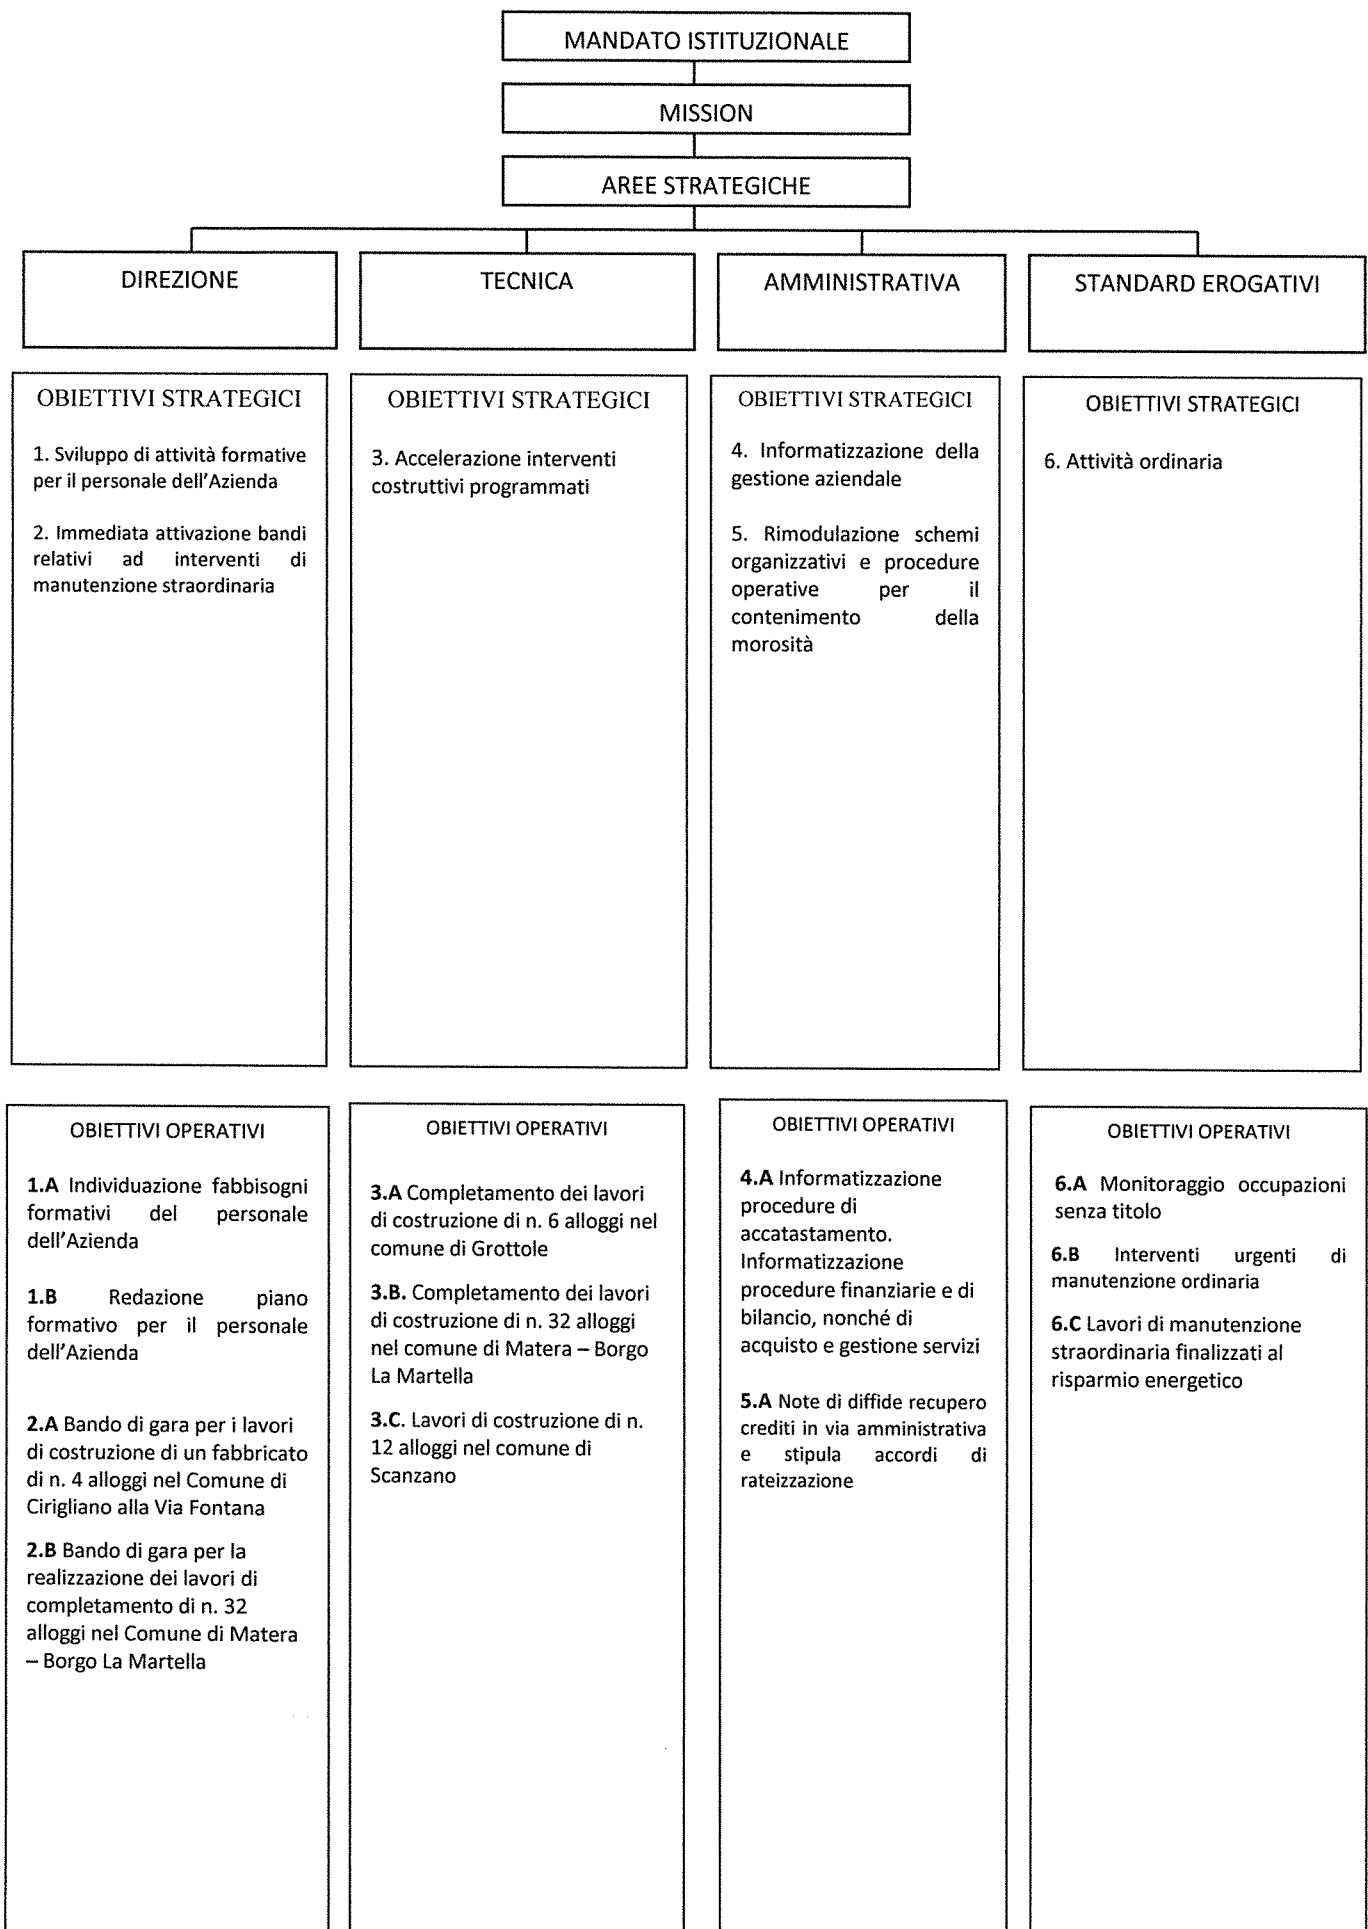 MANDATO ISTITUZIONALE
MISSION
AREE STRATEGICHE
DIREZIONE
TECNICA
AMMINISTRATIVA
STANDARD EROGATIVI
OBIETTIVI STRATEGICI
1. Sviluppo di attività formative
per il personale dell'Azienda
2. Immediata attivazione bandi
relativi ad interventi di
manutenzione straordinaria
OBIETTIVI STRATEGICI
3. Accelerazione interventi
costruttivi programmati
OBIETTIVI STRATEGICI
4. Informatizzazione della
gestione aziendale
5. Rimodulazione schemi
organizzativi e procedure
operative per il
contenimento della
morosità
OBIETTIVI STRATEGICI
6. Attività ordinaria
OBIETTIVI OPERATIVI
1.A Individuazione fabbisogni
formativi del personale
dell'Azienda
1.B Redazione piano
formativo per il personale
dell'Azienda
2.A Bando di gara per i lavori
di costruzione di un fabbricato
di n. 4 alloggi nel Comune di
Cirigliano alla Via Fontana
2.B Bando di gara per la
realizzazione dei lavori di
completamento di n. 32
alloggi nel Comune di Matera
– Borgo La Martella
OBIETTIVI OPERATIVI
3.A Completamento dei lavori
di costruzione di n. 6 alloggi nel
comune di Grottole
3.B. Completamento dei lavori
di costruzione di n. 32 alloggi
nel comune di Matera – Borgo
La Martella
3.C. Lavori di costruzione di n.
12 alloggi nel comune di
Scanzano
OBIETTIVI OPERATIVI
4.A Informatizzazione
procedure di
accatastamento.
Informatizzazione
procedure finanziarie e di
bilancio, nonché di
acquisto e gestione servizi
5.A Note di diffide recupero
crediti in via amministrativa
e stipula accordi di
rateizzazione
OBIETTIVI OPERATIVI
6.A Monitoraggio occupazioni
senza titolo
6.B Interventi urgenti di
manutenzione ordinaria
6.C Lavori di manutenzione
straordinaria finalizzati al
risparmio energetico